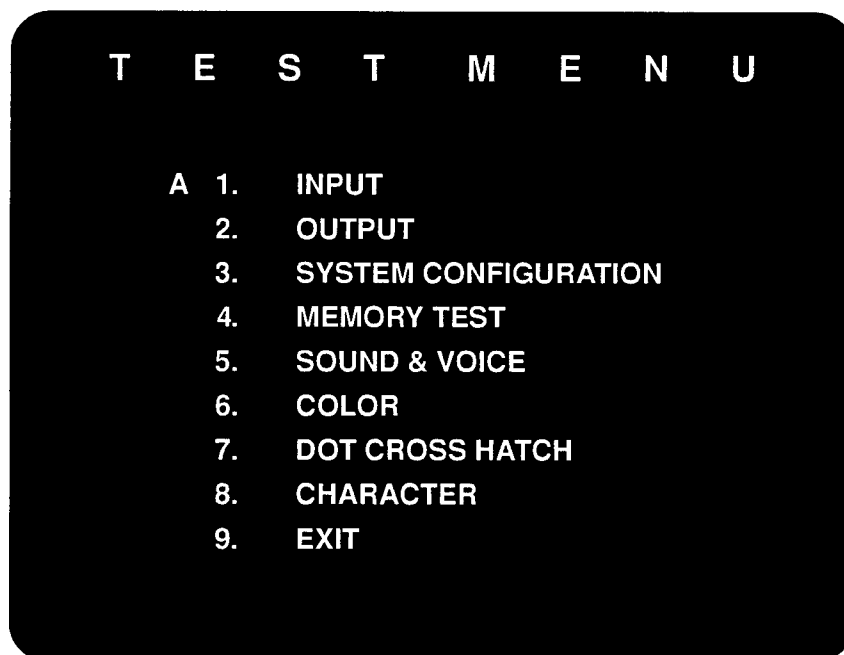 T E S T M E N U
A 1. INPUT
2. OUTPUT
3. SYSTEM CONFIGURATION
4. MEMORY TEST
5. SOUND & VOICE
6. COLOR
7. DOT CROSS HATCH
8. CHARACTER
9. EXIT